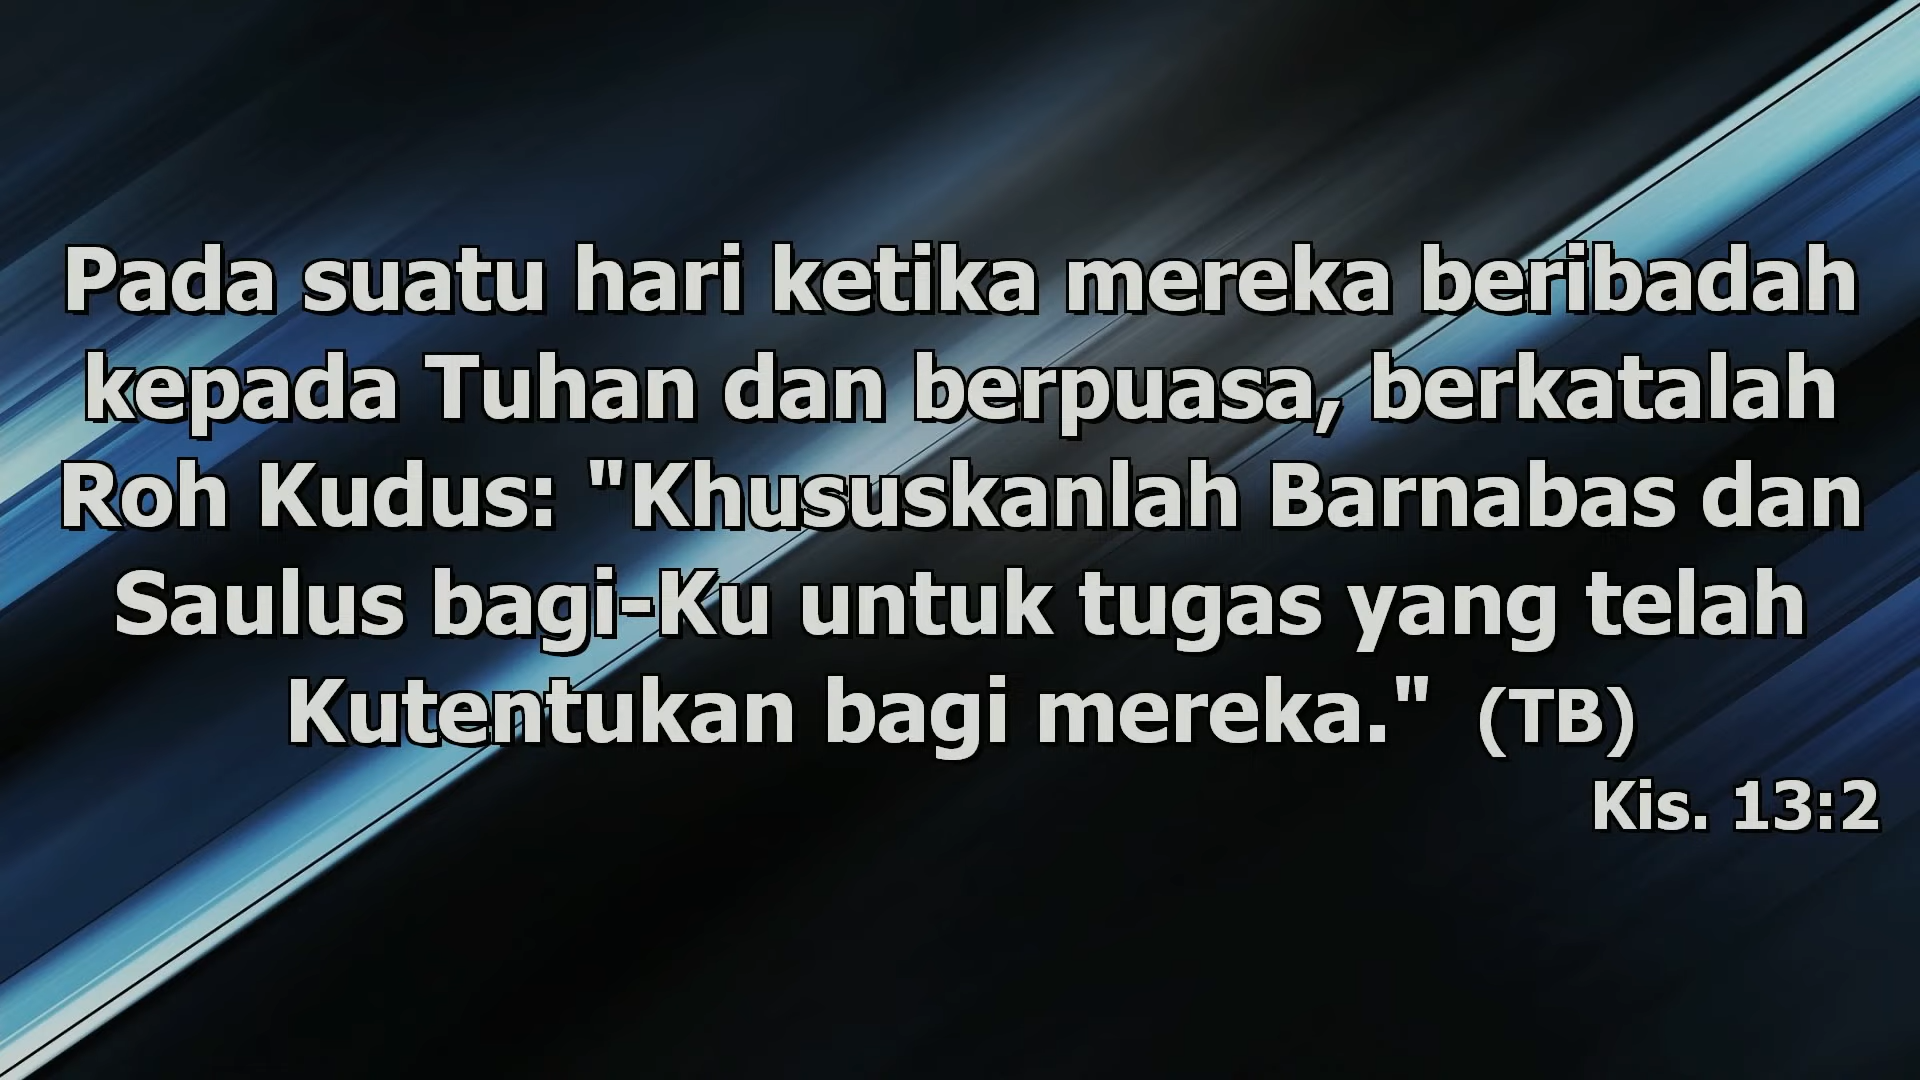 Pada suatu hari ketika mereka beribadah
kepada Tuhan dan berpuasa, berkatalah
Roh Kudus: "Khususkanlah Barnabas dan
Saulus bagi-Ku untuk tugas yang telah
Kutentukan bagi mereka." (TB)
Kis. 13:2